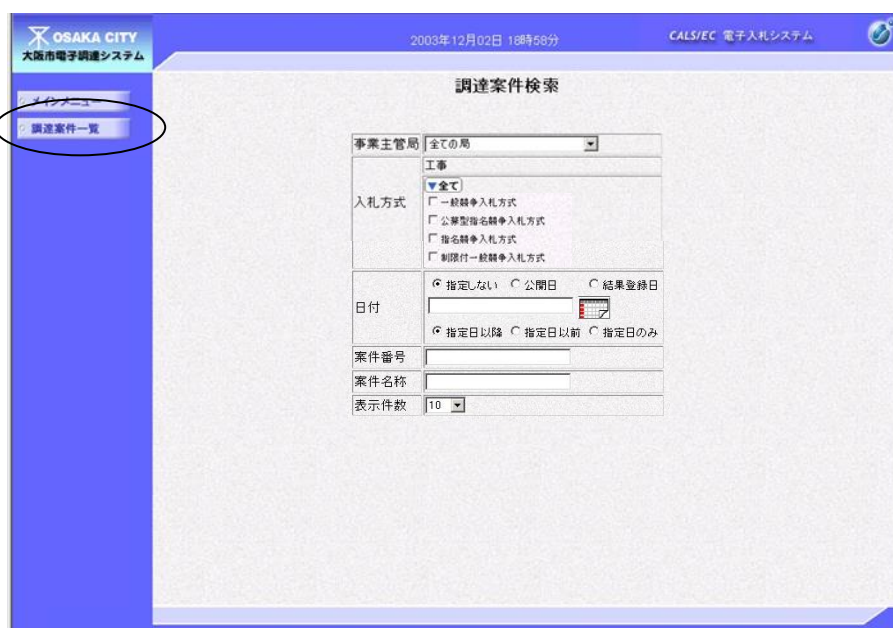 OSAKA CITY
大阪市電子調達システム
2003年12月02日 18時58分
CALS/EC 電子入札システム
メインメニュー
調達案件一覧
調達案件検索
事業主管局 全ての局
入札方式
工事
▼全て
一般競争入札方式
公募型指名競争入札方式
指名競争入札方式
制限付一般競争入札方式
日付
指定しない 公開日 結果登録日
指定日以降 指定日以前 指定日のみ
案件番号
案件名称
表示件数 10